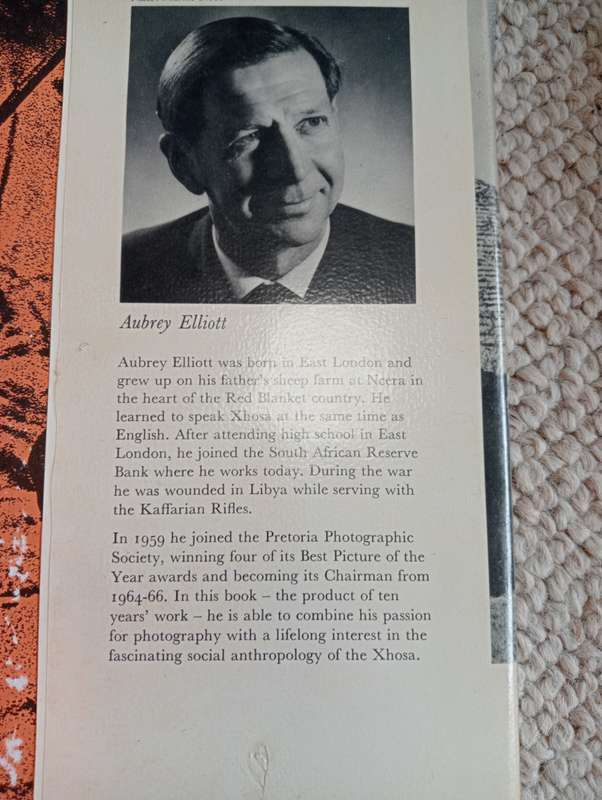 Aubrey Elliott
Aubrey Elliott was born in East London and
grew up on his father's sheep farm at Neera in
the heart of the Red Blanket country. He
learned to speak Xhosa at the same time as
English. After attending high school in East
London, he joined the South African Reserve
Bank where he works today. During the war
he was wounded in Libya while serving with
the Kaffarian Rifles.
In 1959 he joined the Pretoria Photographic
Society, winning four of its Best Picture of the
Year awards and becoming its Chairman from
1964-66. In this book – the product of ten
years' work – he is able to combine his passion
for photography with a lifelong interest in the
fascinating social anthropology of the Xhosa.